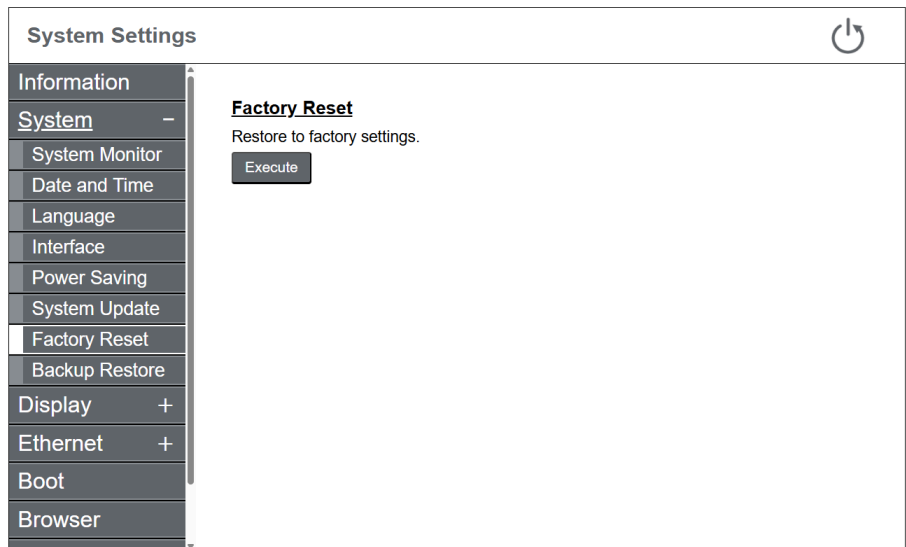 System Settings
Information
System −
System Monitor
Date and Time
Language
Interface
Power Saving
System Update
Factory Reset
Backup Restore
Display +
Ethernet +
Boot
Browser
Factory Reset
Restore to factory settings.
Execute